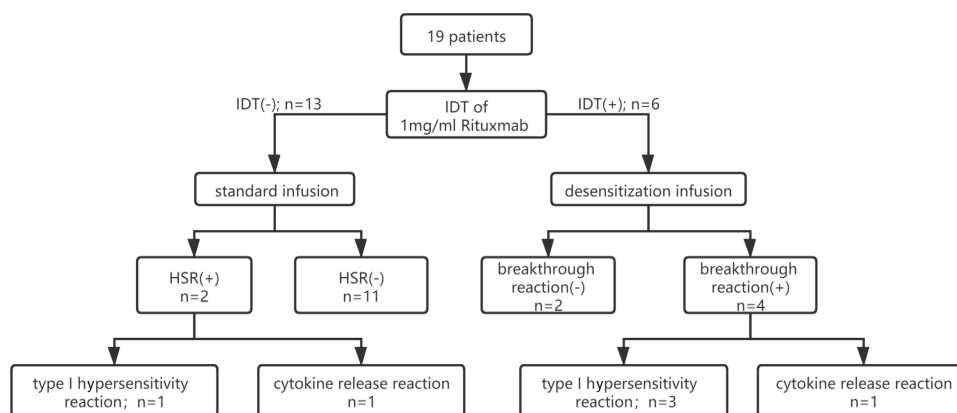 19 patients
IDT(-); n=13
IDT of
1mg/ml Rituxmab
IDT(+); n=6
standard infusion
desensitization infusion
HSR(+)
n=2
HSR(-)
n=11
breakthrough
reaction(-)
n=2
breakthrough
reaction(+)
n=4
type I hypersensitivity
reaction; n=1
cytokine release reaction
n=1
type I hypersensitivity
reaction; n=3
cytokine release reaction
n=1